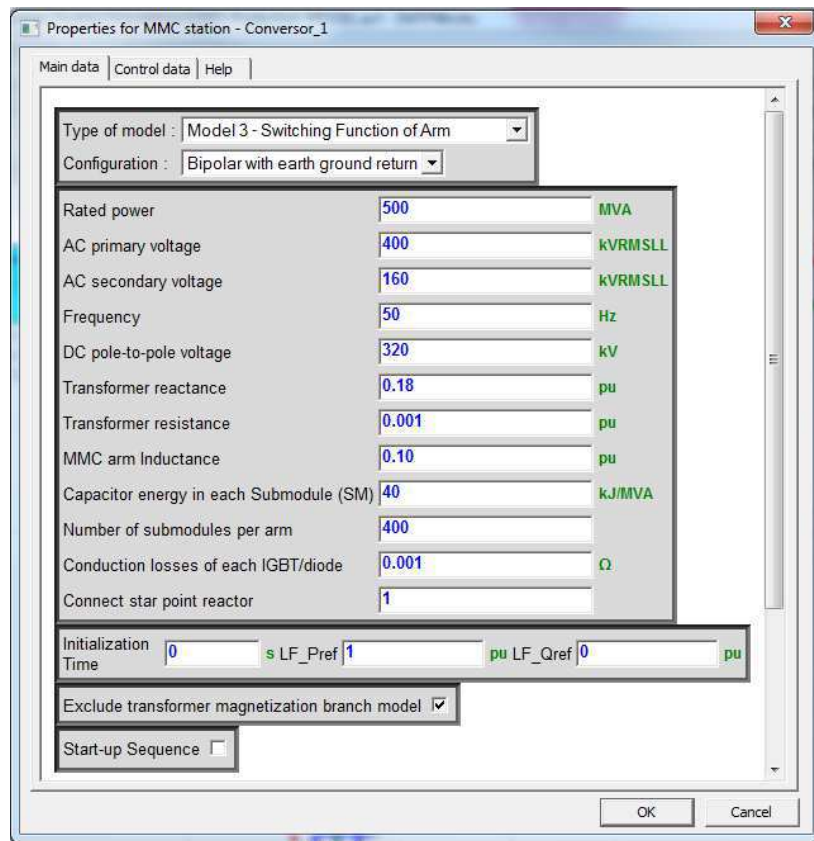 Properties for MMC station - Conversor_1
Main data Control data Help
Type of model : Model 3 - Switching Function of Arm
Configuration : Bipolar with earth ground return
Rated power 500 MVA
AC primary voltage 400 kVRMSLL
AC secondary voltage 160 kVRMSLL
Frequency 50 Hz
DC pole-to-pole voltage 320 kV
Transformer reactance 0.18 pu
Transformer resistance 0.001 pu
MMC arm Inductance 0.10 pu
Capacitor energy in each Submodule (SM) 40 kJ/MVA
Number of submodules per arm 400
Conduction losses of each IGBT/diode 0.001 Ω
Connect star point reactor 1
Initialization Time 0 s LF_Pref 1 pu LF_Qref 0 pu
Exclude transformer magnetization branch model
Start-up Sequence
OK Cancel